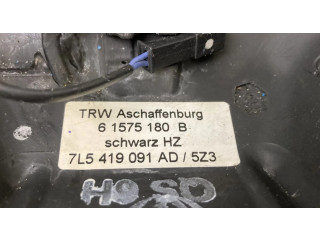 TRW Aschaffenburg
6 1575 180 B
schwarz HZ
7L5 419 091 AD / 5Z3